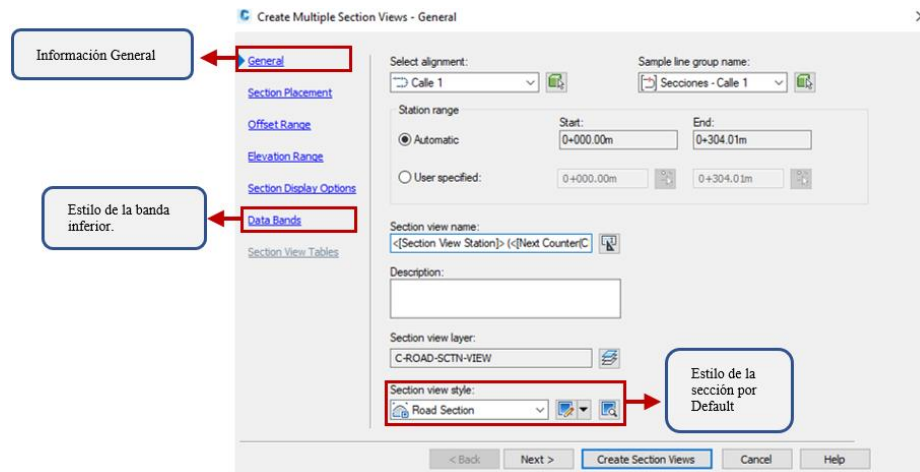 Create Multiple Section Views - General
Información General
General
Section Placement
Offset Range
Elevation Range
Section Display Options
Estilo de la banda
inferior.
Data Bands
Section View Tables
Select alignment:
Calle 1
Sample line group name:
Secciones - Calle 1
Station range
Start:
End:
Automatic
0+000.00m
0+304.01m
User specified:
0+000.00m
0+304.01m
Section view name:
<[Section View Station]> (<[Next Counter(C
Description:
Section view layer:
C-ROAD-SCTN-VIEW
Section view style:
Road Section
Estilo de la
sección por
Default
< Back
Next >
Create Section Views
Cancel
Help